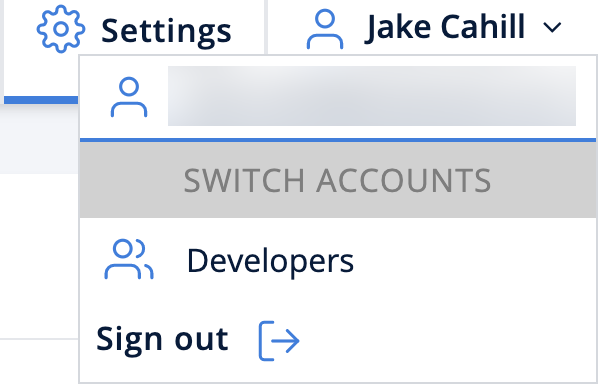 Settings
Jake Cahill
SWITCH ACCOUNTS
Developers
Sign out